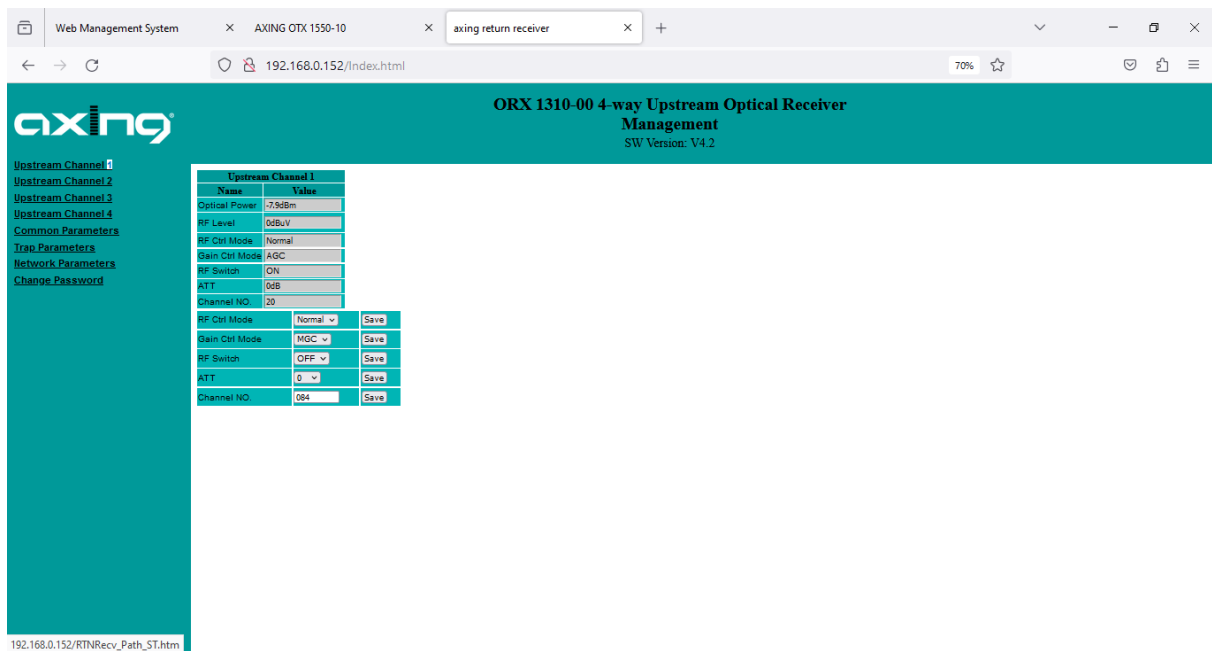 Web Management System
AXING OTX 1550-10
axing return receiver
192.168.0.152/Index.html
70%
axing
ORX 1310-00 4-way Upstream Optical Receiver
Management
SW Version: V4.2
Upstream Channel 1
Upstream Channel 2
Upstream Channel 3
Upstream Channel 4
Common Parameters
Trap Parameters
Network Parameters
Change Password
Upstream Channel 1
Name Value
Optical Power -7.9dBm
RF Level 0dBuV
RF Ctrl Mode Normal
Gain Ctrl Mode AGC
RF Switch ON
ATT 0dB
Channel NO. 20
RF Ctrl Mode Normal Save
Gain Ctrl Mode MGC Save
RF Switch OFF Save
ATT 0 Save
Channel NO. 084 Save
192.168.0.152/RTNRecv_Path_ST.htm